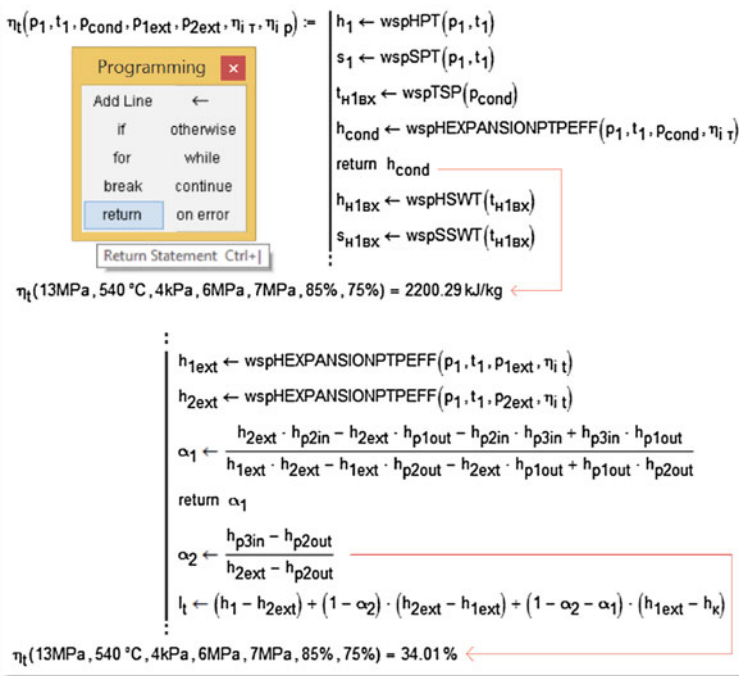 ηt(p1,t1,pcond,p1ext,p2ext,ηi τ,ηi p) :=
h1 ← wspHPT(p1,t1)
s1 ← wspSPT(p1,t1)
tн1вх ← wspTSP(pcond)
hcond ← wspHEXPANSIONPTPEFF(p1,t1,pcond,ηi τ)
return hcond
hн1вх ← wspHSWT(tн1вх)
sн1вх ← wspSSWT(tн1вх)
⋮
Programming ×
Add Line ←
if otherwise
for while
break continue
return on error
Return Statement Ctrl+|
ηt(13MPa,540 °C,4kPa,6MPa,7MPa,85%,75%) = 2200.29 kJ/kg
⋮
h1ext ← wspHEXPANSIONPTPEFF(p1,t1,p1ext,ηi t)
h2ext ← wspHEXPANSIONPTPEFF(p1,t1,p2ext,ηi t)
α1 ← (h2ext · hp2in − h2ext · hp1out − hp2in · hp3in + hp3in · hp1out) / (h1ext · h2ext − h1ext · hp2out − h2ext · hp1out + hp1out · hp2out)
return α1
α2 ← (hp3in − hp2out) / (h2ext − hp2out)
lt ← (h1 − h2ext) + (1 − α2) · (h2ext − h1ext) + (1 − α2 − α1) · (h1ext − hк)
⋮
ηt(13MPa,540 °C,4kPa,6MPa,7MPa,85%,75%) = 34.01 %